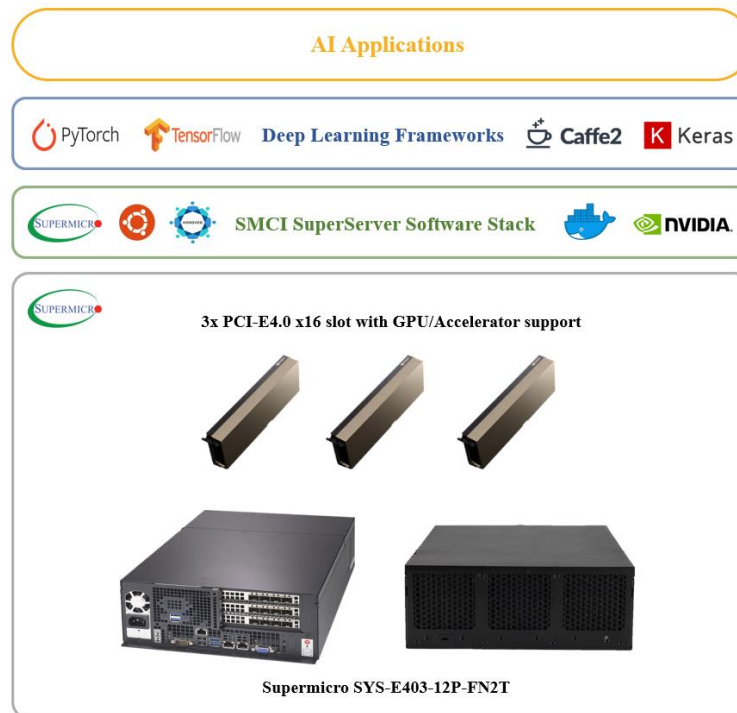 AI Applications
PyTorch TensorFlow Deep Learning Frameworks Caffe2 K Keras
SUPERMICRO HOROVOD SMCI SuperServer Software Stack NVIDIA.
SUPERMICRO
3x PCI-E4.0 x16 slot with GPU/Accelerator support
Supermicro SYS-E403-12P-FN2T